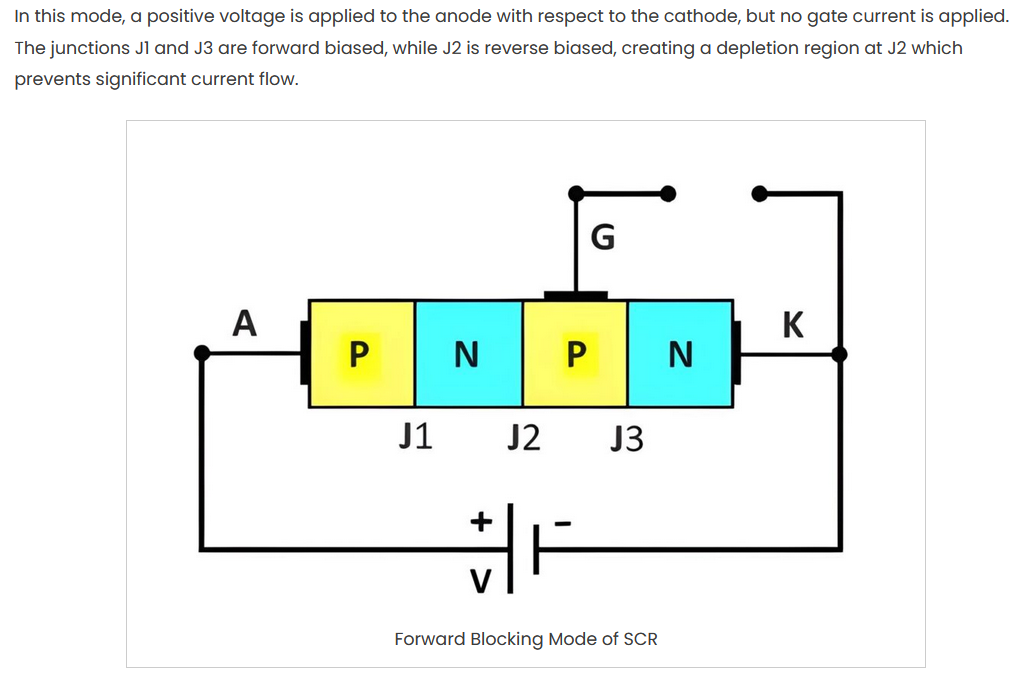 In this mode, a positive voltage is applied to the anode with respect to the cathode, but no gate current is applied.
The junctions J1 and J3 are forward biased, while J2 is reverse biased, creating a depletion region at J2 which
prevents significant current flow.
G
A
K
P N P N
J1 J2 J3
+ -
V
Forward Blocking Mode of SCR